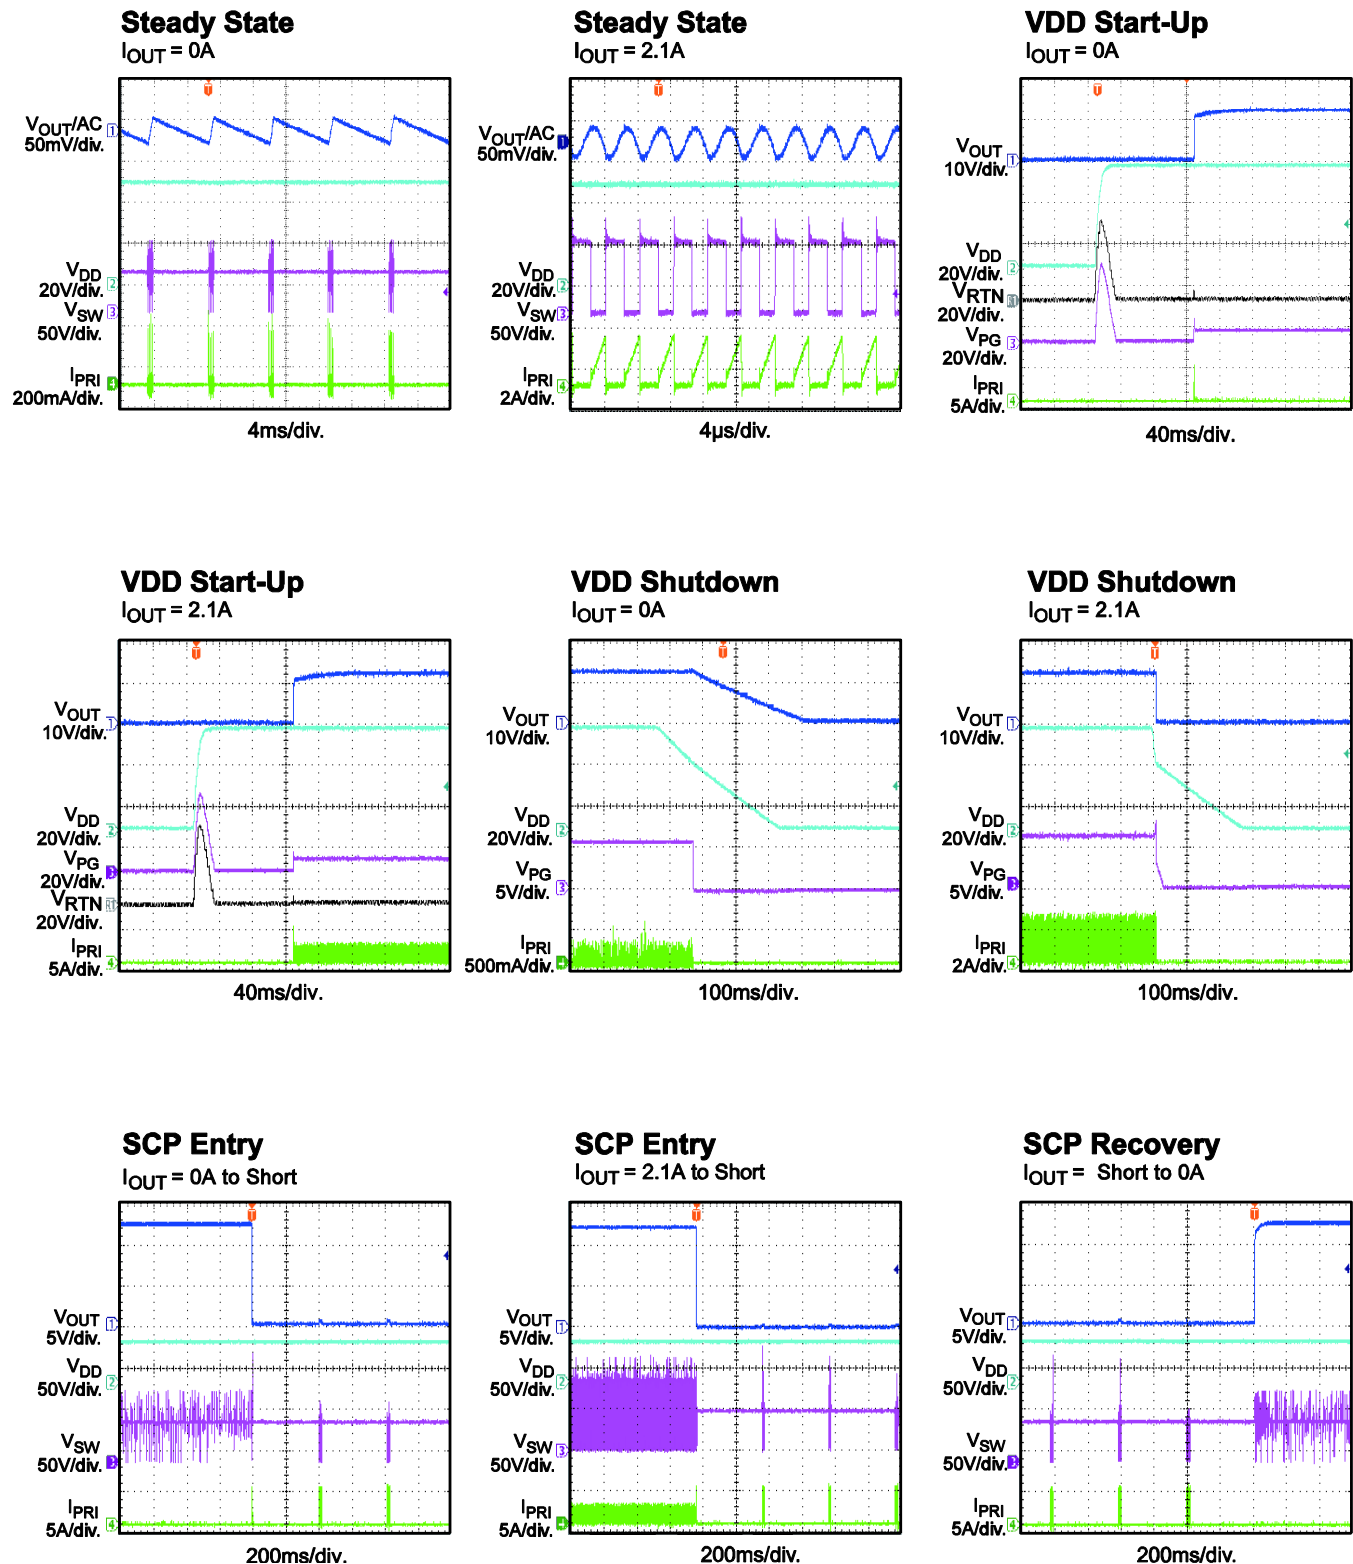 Steady State
IOUT = 0A
VOUT/AC
50mV/div.
VDD
20V/div.
VSW
50V/div.
IPRI
200mA/div.
4ms/div.
Steady State
IOUT = 2.1A
VOUT/AC
50mV/div.
VDD
20V/div.
VSW
50V/div.
IPRI
2A/div.
4µs/div.
VDD Start-Up
IOUT = 0A
VOUT
10V/div.
VDD
20V/div.
VRTN
20V/div.
VPG
20V/div.
IPRI
5A/div.
40ms/div.
VDD Start-Up
IOUT = 2.1A
VOUT
10V/div.
VDD
20V/div.
VPG
20V/div.
VRTN
20V/div.
IPRI
5A/div.
40ms/div.
VDD Shutdown
IOUT = 0A
VOUT
10V/div.
VDD
20V/div.
VPG
5V/div.
IPRI
500mA/div.
100ms/div.
VDD Shutdown
IOUT = 2.1A
VOUT
10V/div.
VDD
20V/div.
VPG
5V/div.
IPRI
2A/div.
100ms/div.
SCP Entry
IOUT = 0A to Short
VOUT
5V/div.
VDD
50V/div.
VSW
50V/div.
IPRI
5A/div.
200ms/div.
SCP Entry
IOUT = 2.1A to Short
VOUT
5V/div.
VDD
50V/div.
VSW
50V/div.
IPRI
5A/div.
200ms/div.
SCP Recovery
IOUT = Short to 0A
VOUT
5V/div.
VDD
50V/div.
VSW
50V/div.
IPRI
5A/div.
200ms/div.